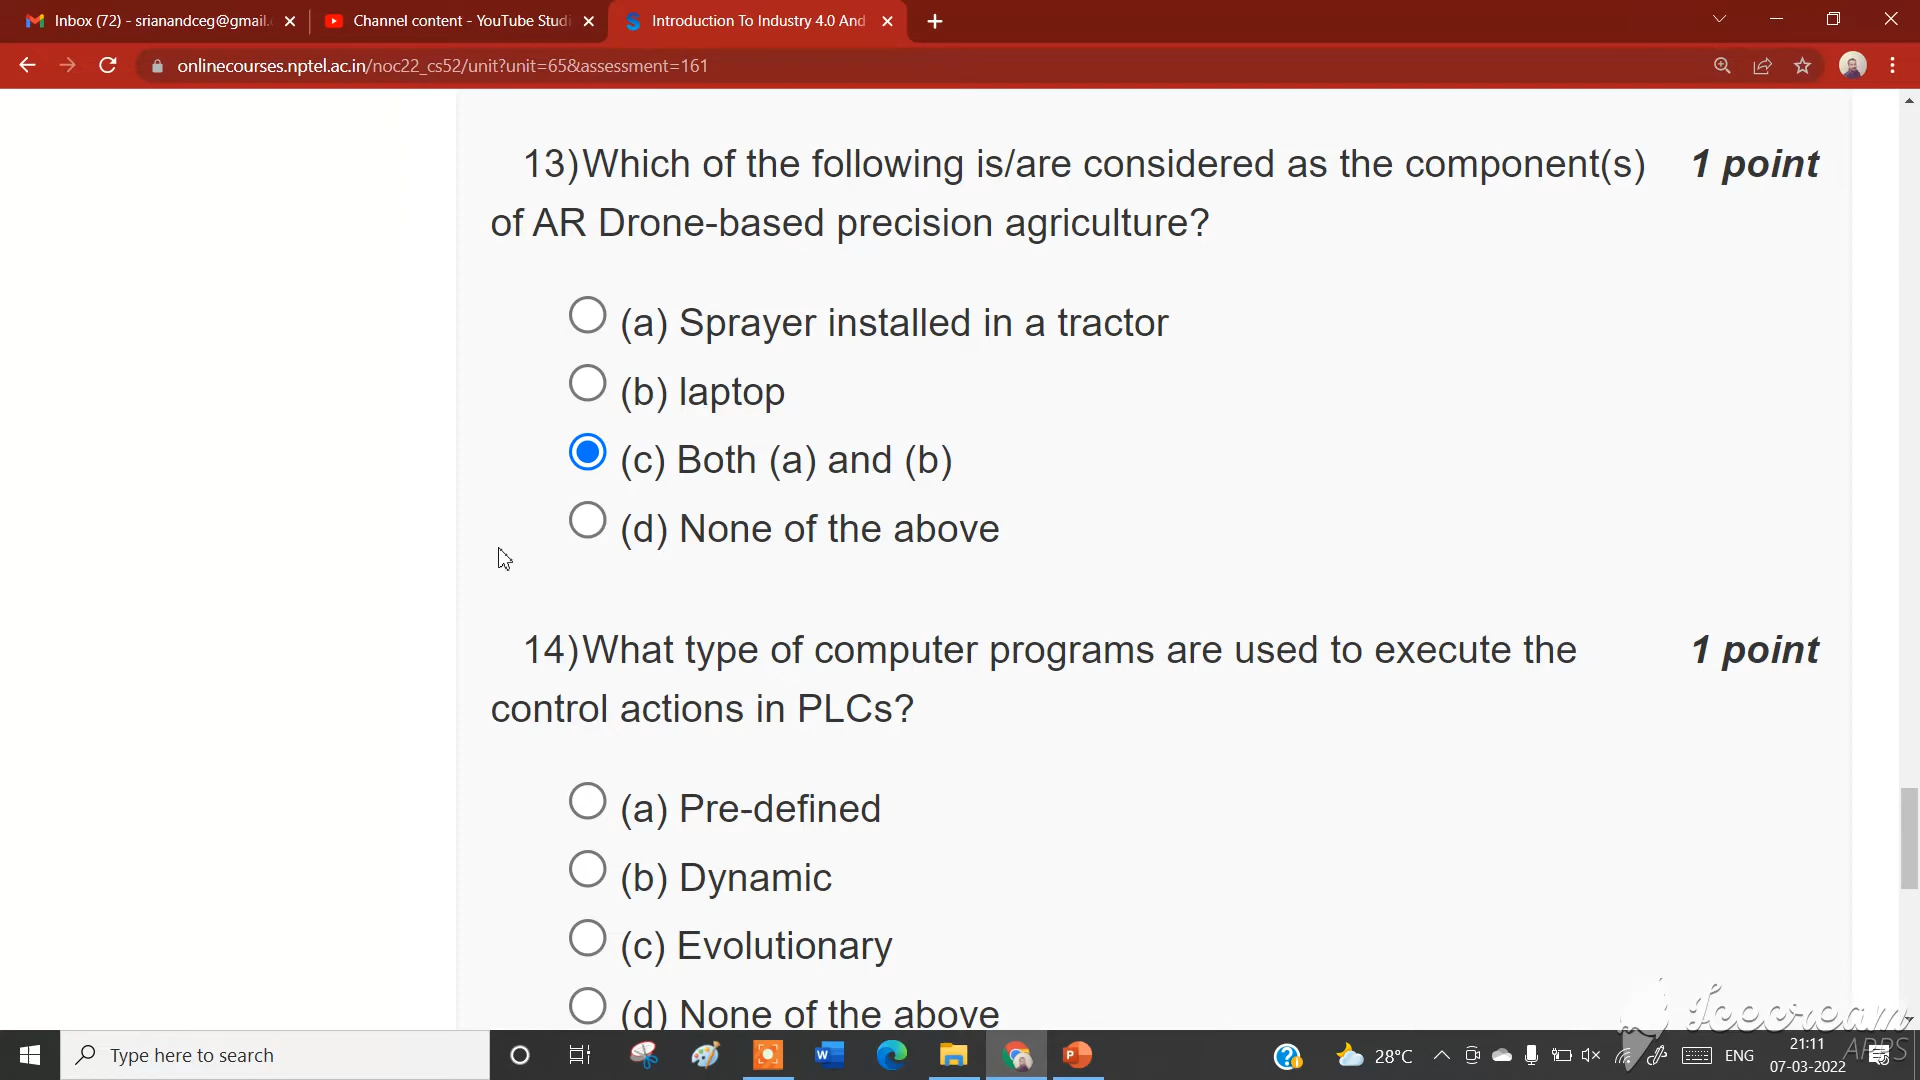 Inbox (72) - srianandceg@gmail.
Channel content - YouTube Studi
Introduction To Industry 4.0 And
onlinecourses.nptel.ac.in/noc22_cs52/unit?unit=65&assessment=161
13)Which of the following is/are considered as the component(s) 1 point
of AR Drone-based precision agriculture?
(a) Sprayer installed in a tractor
(b) laptop
(c) Both (a) and (b)
(d) None of the above
14)What type of computer programs are used to execute the 1 point
control actions in PLCs?
(a) Pre-defined
(b) Dynamic
(c) Evolutionary
(d) None of the above
Icecream
APPS
Type here to search
28°C
ENG
21:11
07-03-2022